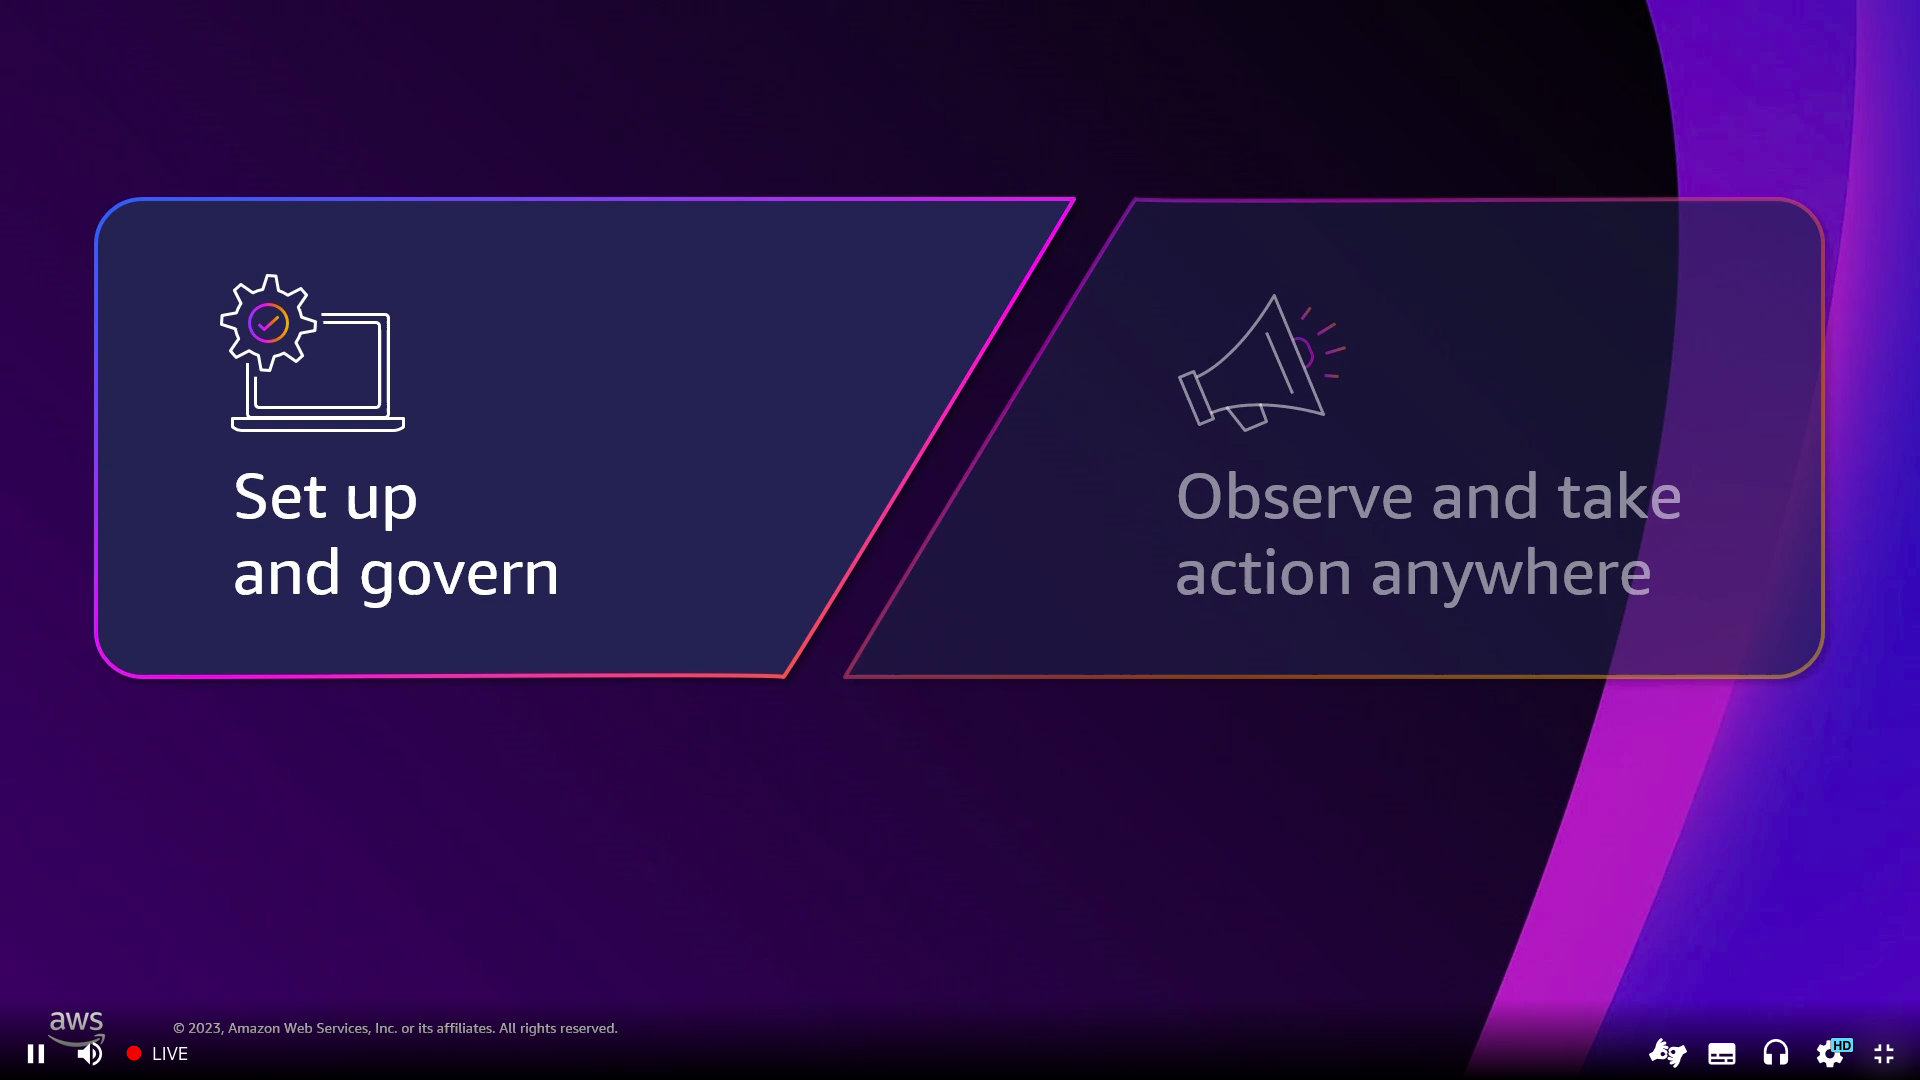 Set up
and govern
Observe and take
action anywhere
aws
© 2023, Amazon Web Services, Inc. or its affiliates. All rights reserved.
LIVE
HD